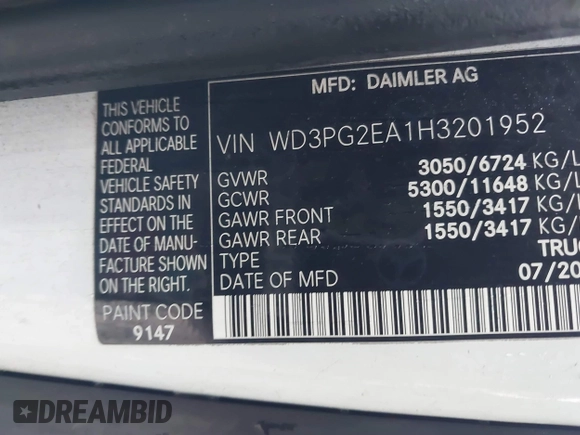 MFD: DAIMLER AG
THIS VEHICLE
CONFORMS TO
ALL APPLICABLE
FEDERAL
VEHICLE SAFETY
STANDARDS IN
EFFECT ON THE
DATE OF MANU-
FACTURE SHOWN
ON THE RIGHT.
PAINT CODE
9147
VIN WD3PG2EA1H3201952
GVWR 3050/6724 KG/L
GCWR 5300/11648 KG/L
GAWR FRONT 1550/3417 KG/L
GAWR REAR 1550/3417 KG/L
TYPE TRUC
DATE OF MFD 07/20
DREAMBID